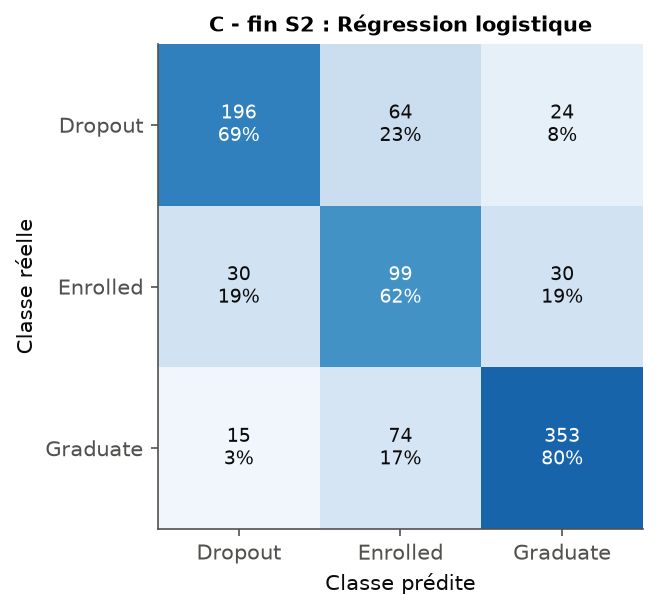 C - fin S2 : Régression logistique
Classe réelle
Dropout
196
69%
64
23%
24
8%
Enrolled
30
19%
99
62%
30
19%
Graduate
15
3%
74
17%
353
80%
Dropout
Enrolled
Graduate
Classe prédite